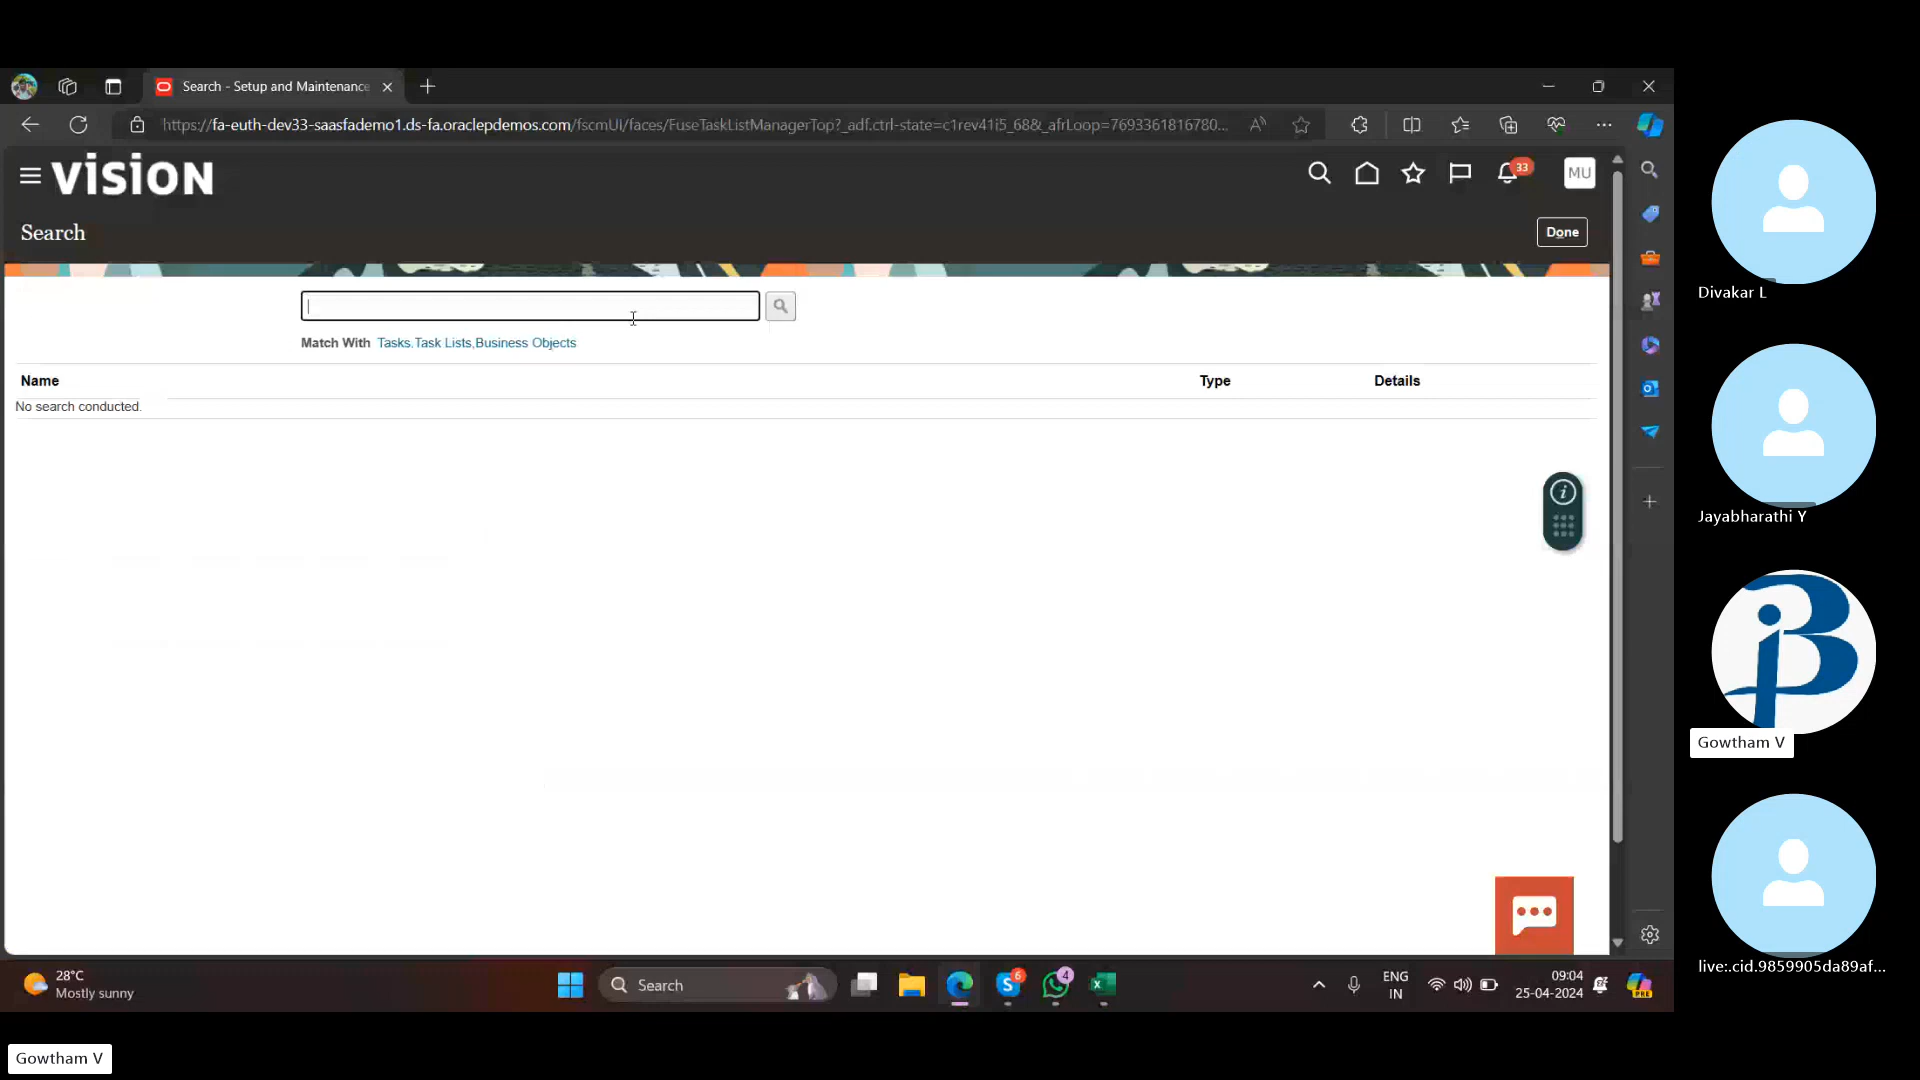 Search - Setup and Maintenance
https://fa-euth-dev33-saasfademo1.ds-fa.oraclepdemos.com/fscmUI/faces/FuseTaskListManagerTop?_adf.ctrl-state=c1rev41i5_68&_afrLoop=7693361816780...
VISION
33
MU
Search
Done
Match With Tasks,Task Lists,Business Objects
Name Type Details
No search conducted.
Divakar L
Jayabharathi Y
Gowtham V
live:.cid.9859905da89af...
28°C
Mostly sunny
Search
6
4
ENG
IN
09:04
25-04-2024
PRE
Gowtham V